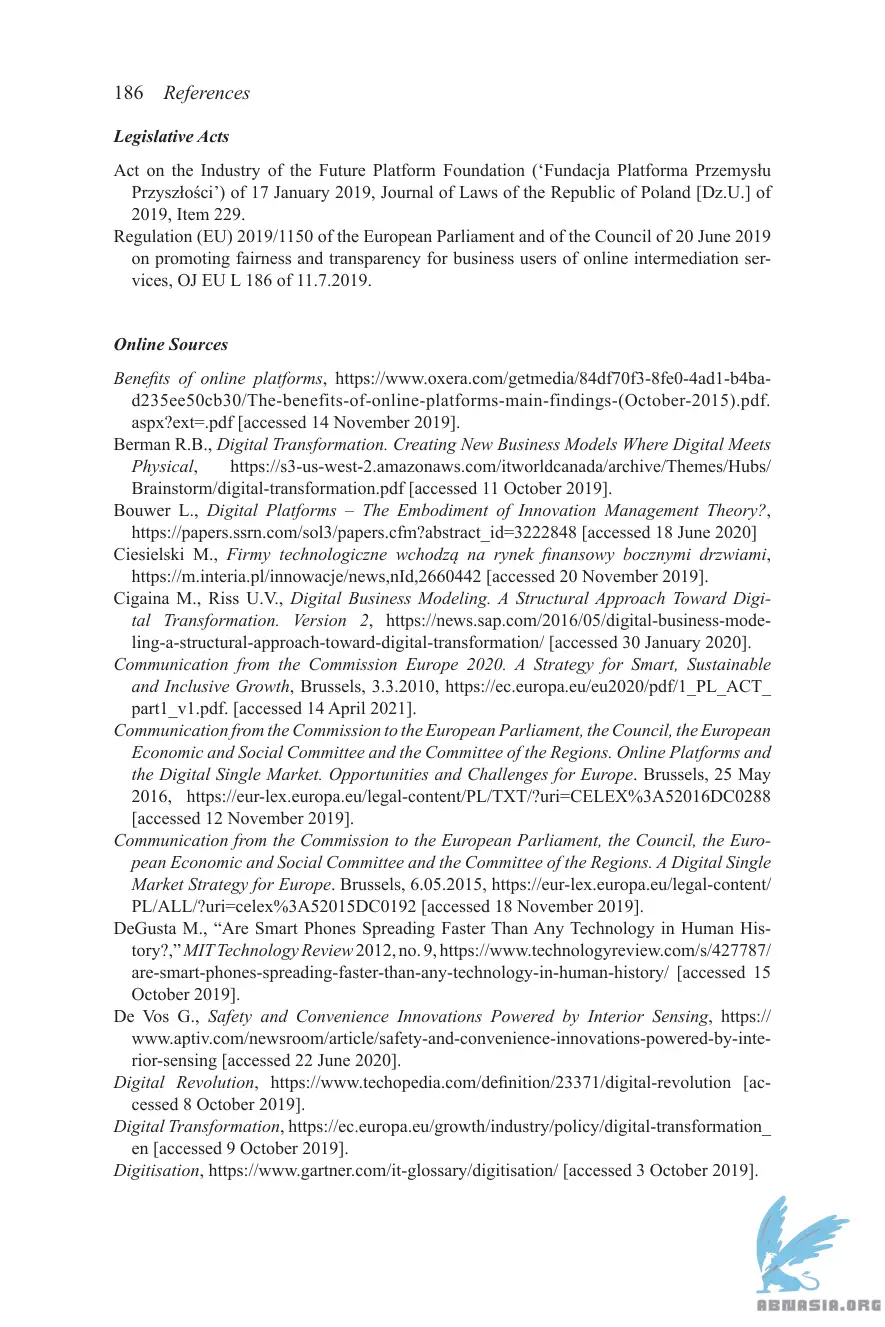 186 References
Legislative Acts
Act on the Industry of the Future Platform Foundation (‘Fundacja Platforma Przemysłu
Przyszłości’) of 17 January 2019, Journal of Laws of the Republic of Poland [Dz.U.] of
2019, Item 229.
Regulation (EU) 2019/1150 of the European Parliament and of the Council of 20 June 2019
on promoting fairness and transparency for business users of online intermediation ser-
vices, OJ EU L 186 of 11.7.2019.
Online Sources
Benefits of online platforms, https://www.oxera.com/getmedia/84df70f3-8fe0-4ad1-b4ba-
d235ee50cb30/The-benefits-of-online-platforms-main-findings-(October-2015).pdf.
aspx?ext=.pdf [accessed 14 November 2019].
Berman R.B., Digital Transformation. Creating New Business Models Where Digital Meets
Physical, https://s3-us-west-2.amazonaws.com/itworldcanada/archive/Themes/Hubs/
Brainstorm/digital-transformation.pdf [accessed 11 October 2019].
Bouwer L., Digital Platforms – The Embodiment of Innovation Management Theory?,
https://papers.ssrn.com/sol3/papers.cfm?abstract_id=3222848 [accessed 18 June 2020]
Ciesielski M., Firmy technologiczne wchodzą na rynek finansowy bocznymi drzwiami,
https://m.interia.pl/innowacje/news,nId,2660442 [accessed 20 November 2019].
Cigaina M., Riss U.V., Digital Business Modeling. A Structural Approach Toward Digi-
tal Transformation. Version 2, https://news.sap.com/2016/05/digital-business-mode-
ling-a-structural-approach-toward-digital-transformation/ [accessed 30 January 2020].
Communication from the Commission Europe 2020. A Strategy for Smart, Sustainable
and Inclusive Growth, Brussels, 3.3.2010, https://ec.europa.eu/eu2020/pdf/1_PL_ACT_
part1_v1.pdf. [accessed 14 April 2021].
Communication from the Commission to the European Parliament, the Council, the European
Economic and Social Committee and the Committee of the Regions. Online Platforms and
the Digital Single Market. Opportunities and Challenges for Europe. Brussels, 25 May
2016, https://eur-lex.europa.eu/legal-content/PL/TXT/?uri=CELEX%3A52016DC0288
[accessed 12 November 2019].
Communication from the Commission to the European Parliament, the Council, the Euro-
pean Economic and Social Committee and the Committee of the Regions. A Digital Single
Market Strategy for Europe. Brussels, 6.05.2015, https://eur-lex.europa.eu/legal-content/
PL/ALL/?uri=celex%3A52015DC0192 [accessed 18 November 2019].
DeGusta M., “Are Smart Phones Spreading Faster Than Any Technology in Human His-
tory?,” MIT Technology Review 2012, no. 9, https://www.technologyreview.com/s/427787/
are-smart-phones-spreading-faster-than-any-technology-in-human-history/ [accessed 15
October 2019].
De Vos G., Safety and Convenience Innovations Powered by Interior Sensing, https://
www.aptiv.com/newsroom/article/safety-and-convenience-innovations-powered-by-inte-
rior-sensing [accessed 22 June 2020].
Digital Revolution, https://www.techopedia.com/definition/23371/digital-revolution [ac-
cessed 8 October 2019].
Digital Transformation, https://ec.europa.eu/growth/industry/policy/digital-transformation_
en [accessed 9 October 2019].
Digitisation, https://www.gartner.com/it-glossary/digitisation/ [accessed 3 October 2019].
ABNASIA.ORG